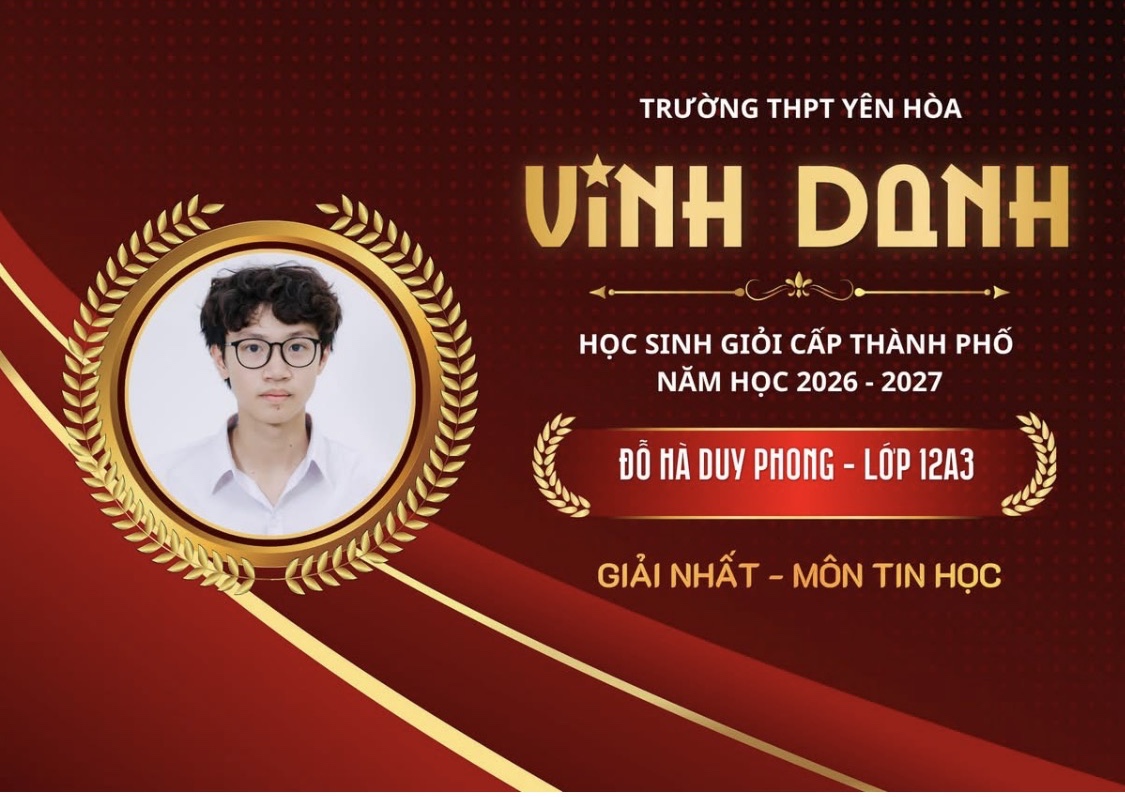 TRƯỜNG THPT YÊN HÒA
VINH DANH
HỌC SINH GIỎI CẤP THÀNH PHỐ
NĂM HỌC 2026 - 2027
ĐỖ HÀ DUY PHONG - LỚP 12A3
GIẢI NHẤT - MÔN TIN HỌC